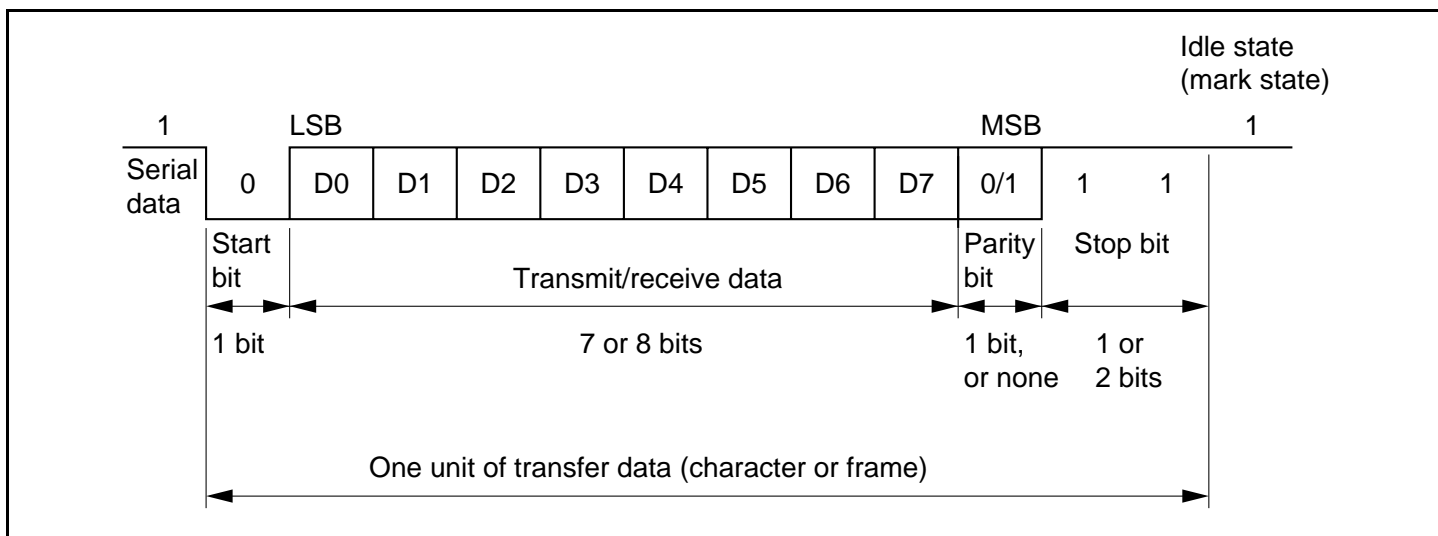 Idle state
(mark state)
1 LSB MSB 1
Serial
data
0 D0 D1 D2 D3 D4 D5 D6 D7 0/1 1 1
Start
bit
Transmit/receive data
Parity
bit
Stop bit
1 bit
7 or 8 bits
1 bit,
or none
1 or
2 bits
One unit of transfer data (character or frame)